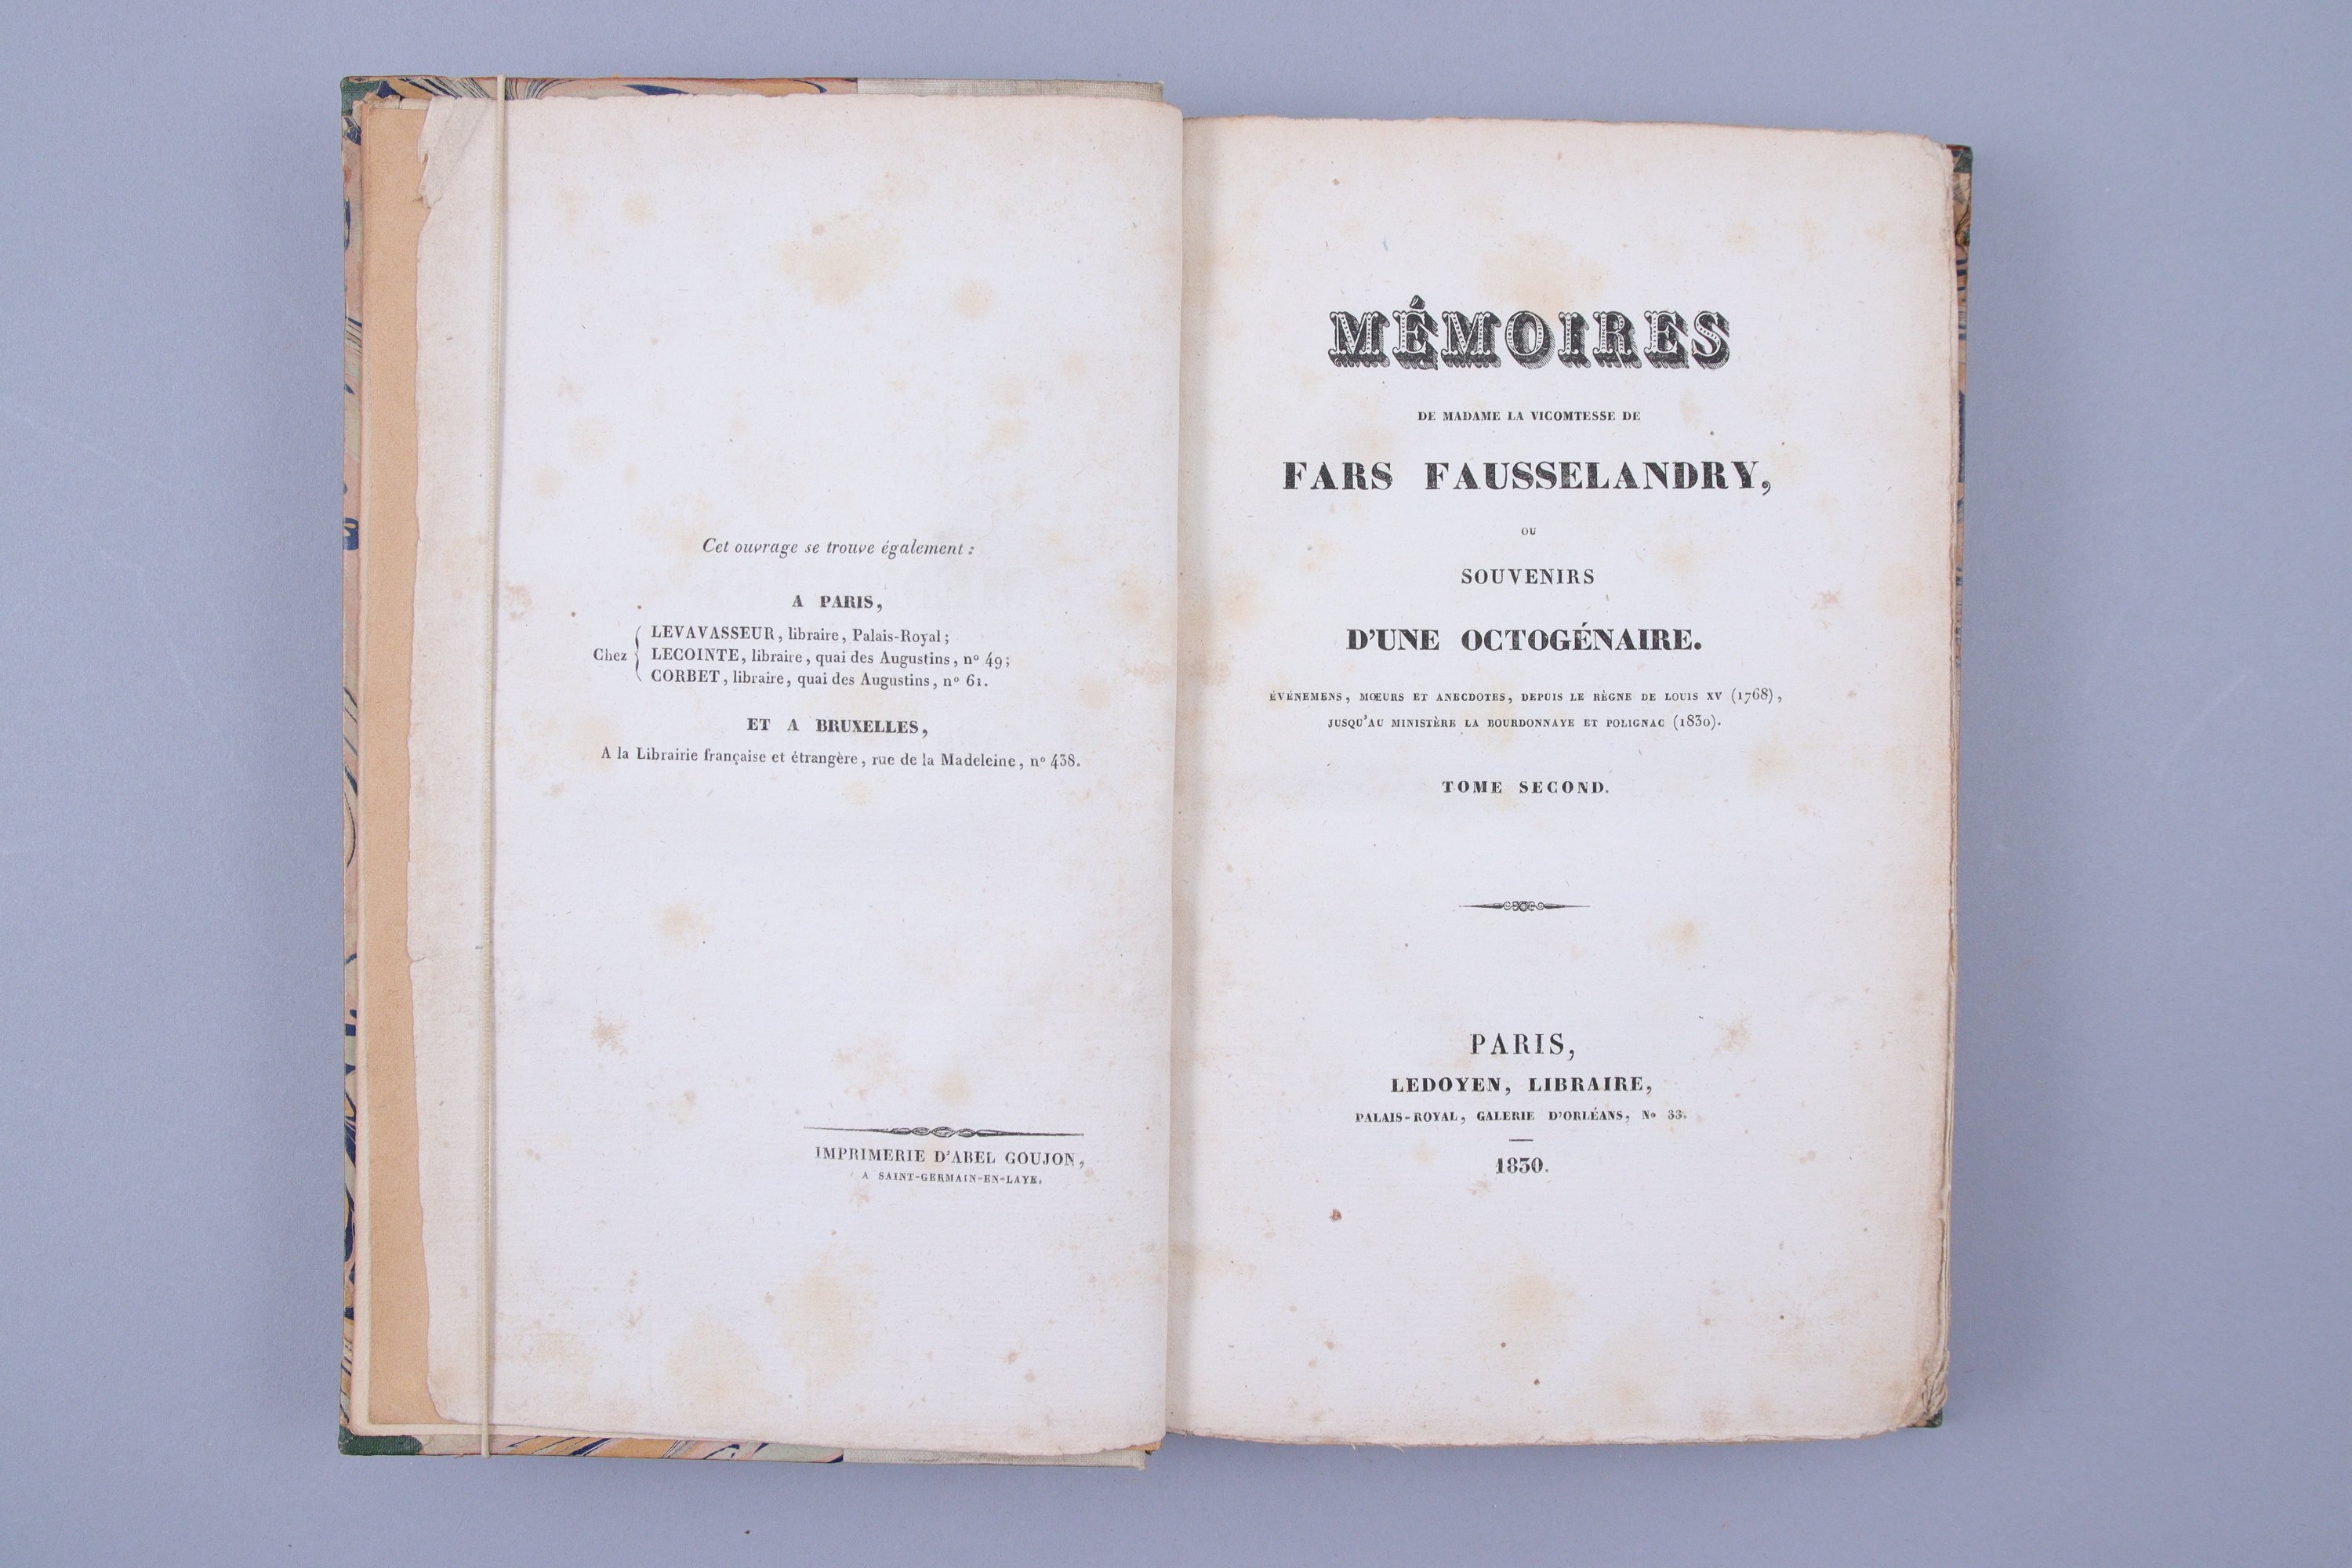 Cet ouvrage se trouve également :
A PARIS,
Chez
LEVAVASSEUR, libraire, Palais-Royal ;
LECOINTE, libraire, quai des Augustins, nº 49 ;
CORBET, libraire, quai des Augustins, nº 61.
ET A BRUXELLES,
A la Librairie française et étrangère, rue de la Madeleine, nº 438.
IMPRIMERIE D'ABEL GOUJON,
A SAINT-GERMAIN-EN-LAYE.
MÉMOIRES
DE MADAME LA VICOMTESSE DE
FARS FAUSSELANDRY,
OU
SOUVENIRS
D'UNE OCTOGÉNAIRE.
ÉVÉNEMENS, MŒURS ET ANECDOTES, DEPUIS LE RÈGNE DE LOUIS XV (1768),
JUSQU'AU MINISTÈRE LA BOURDONNAYE ET POLIGNAC (1830).
TOME SECOND.
PARIS,
LEDOYEN, LIBRAIRE,
PALAIS-ROYAL, GALERIE D'ORLÉANS, Nº 33.
1830.